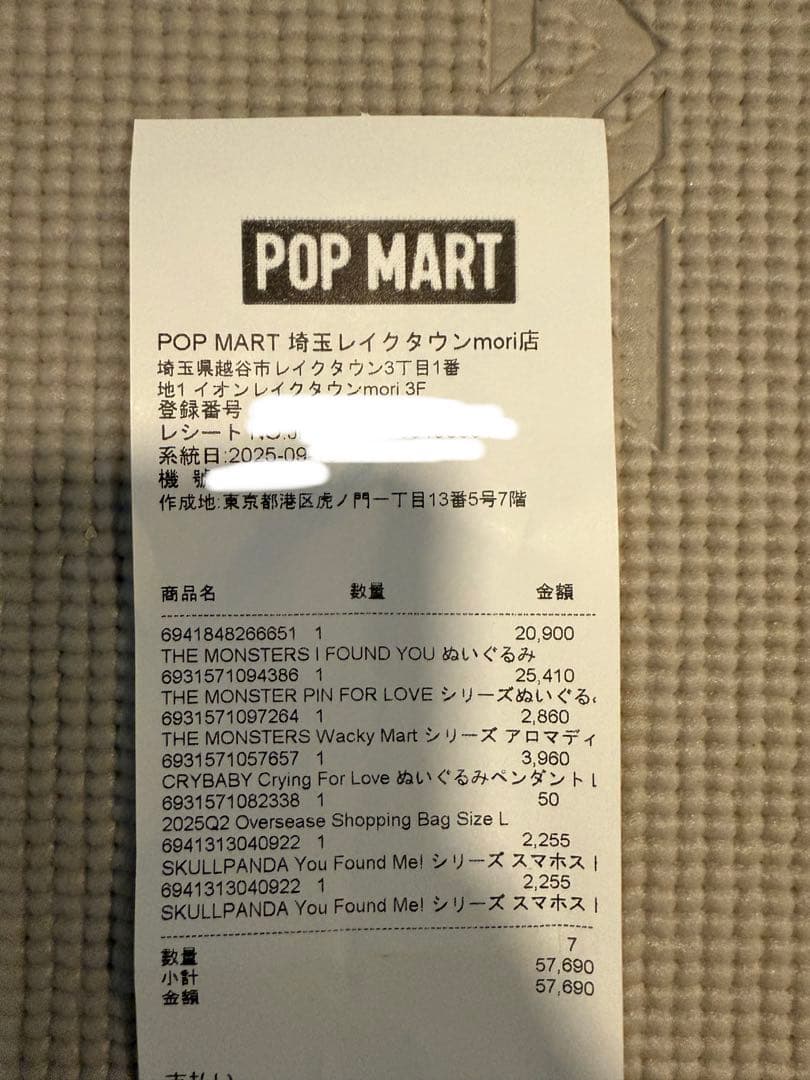 POP MART
POP MART 埼玉レイクタウンmori店
埼玉県越谷市レイクタウン3丁目1番
地1 イオンレイクタウンmori 3F
登録番号
レシート
系統日:2025-09-
機
作成地:東京都港区虎ノ門一丁目13番5号7階
商品名 数量 金額
6941848266651 1 20,900
THE MONSTERS I FOUND YOU ぬいぐるみ
6931571094386 1 25,410
THE MONSTER PIN FOR LOVE シリーズぬいぐる
6931571097264 1 2,860
THE MONSTERS Wacky Mart シリーズ アロマディ
6931571057657 1 3,960
CRYBABY Crying For Love ぬいぐるみペンダント
6931571082338 1 50
2025Q2 Oversease Shopping Bag Size L
6941313040922 1 2,255
SKULLPANDA You Found Me! シリーズ スマホスト
6941313040922 1 2,255
SKULLPANDA You Found Me! シリーズ スマホスト
数量 7
小計 57,690
金額 57,690